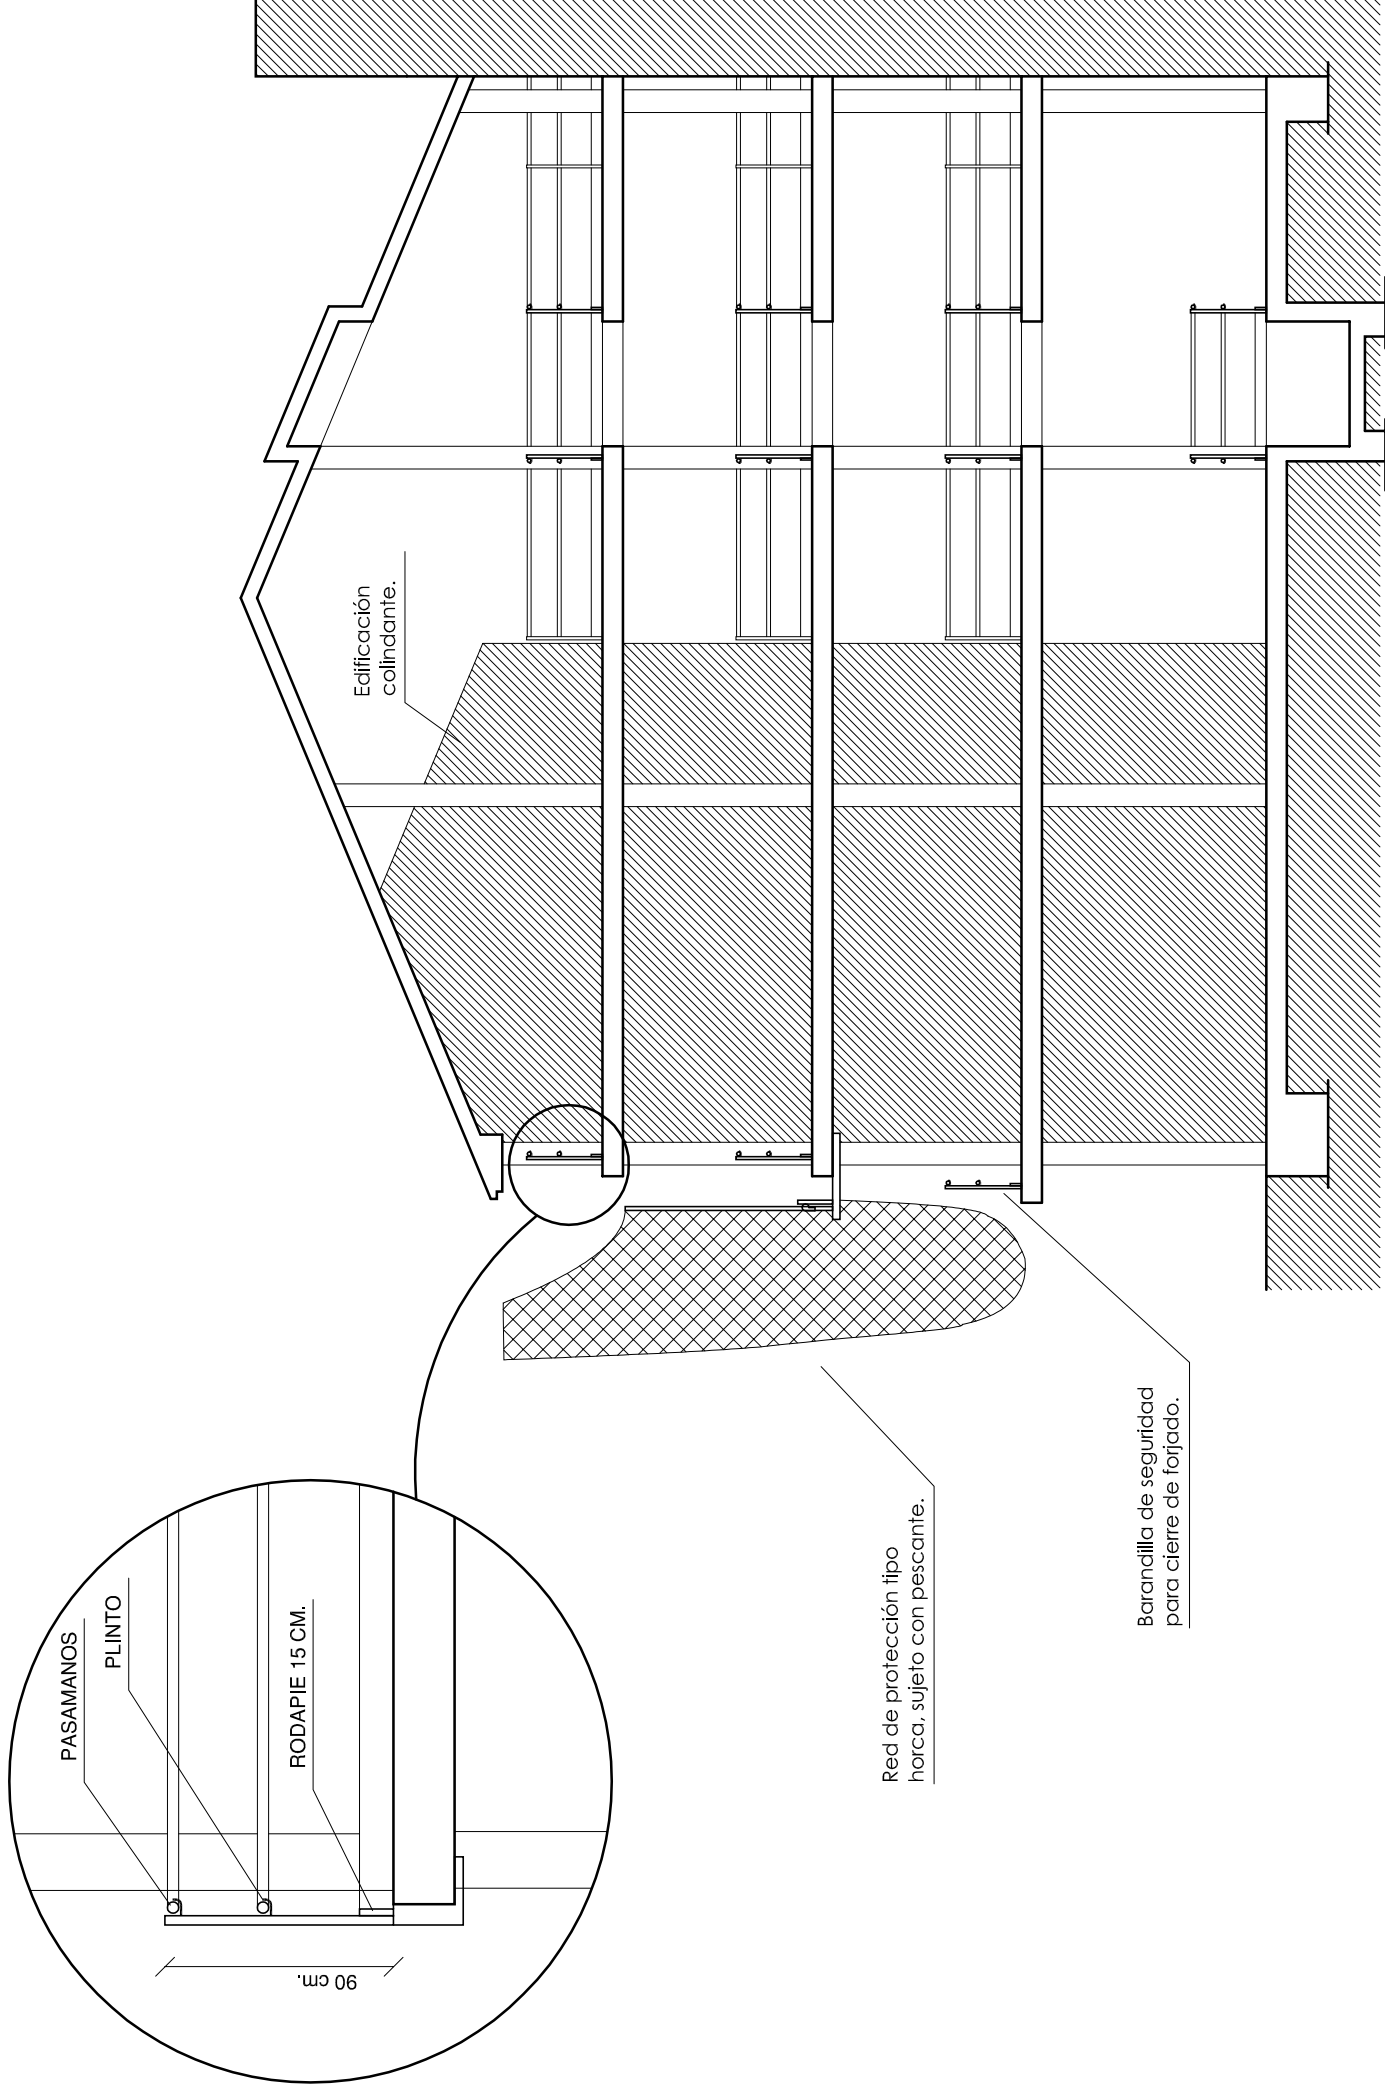 PASAMANOS
PLINTO
RODAPIE 15 CM.
90 cm.
Edificación
colindante.
Red de protección tipo
horca, sujeto con pescante.
Barandilla de seguridad
para cierre de forjado.